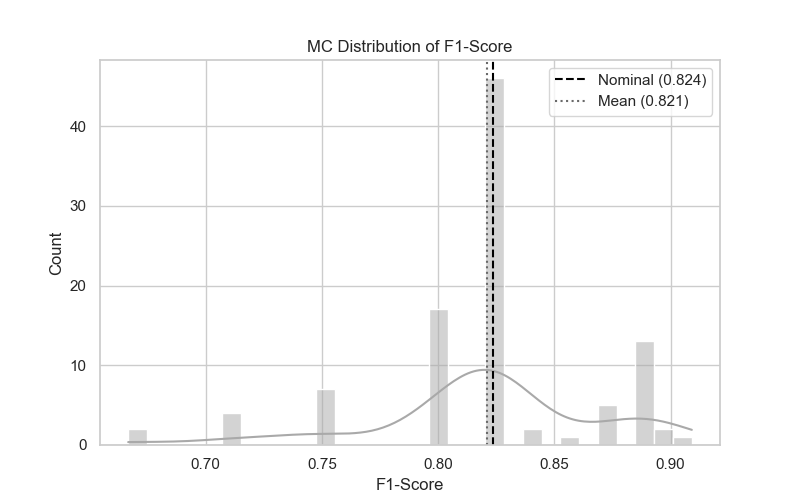 MC Distribution of F1-Score
Nominal (0.824)
Mean (0.821)
40
30
20
10
0
Count
0.70 0.75 0.80 0.85 0.90
F1-Score